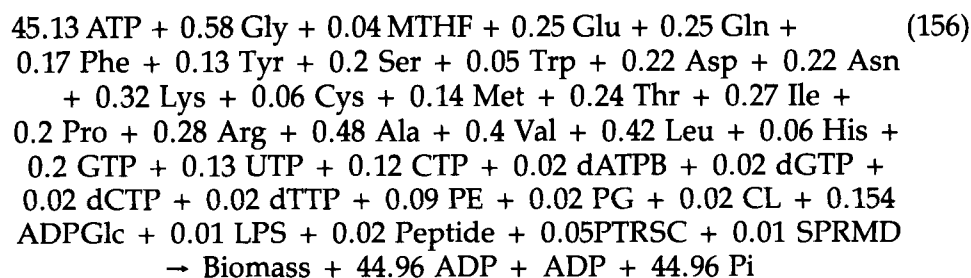 45.13 ATP + 0.58 Gly + 0.04 MTHF + 0.25 Glu + 0.25 Gln + (156)
0.17 Phe + 0.13 Tyr + 0.2 Ser + 0.05 Trp + 0.22 Asp + 0.22 Asn
+ 0.32 Lys + 0.06 Cys + 0.14 Met + 0.24 Thr + 0.27 Ile +
0.2 Pro + 0.28 Arg + 0.48 Ala + 0.4 Val + 0.42 Leu + 0.06 His +
0.2 GTP + 0.13 UTP + 0.12 CTP + 0.02 dATPB + 0.02 dGTP +
0.02 dCTP + 0.02 dTTP + 0.09 PE + 0.02 PG + 0.02 CL + 0.154
ADPGlc + 0.01 LPS + 0.02 Peptide + 0.05PTRSC + 0.01 SPRMD
→ Biomass + 44.96 ADP + ADP + 44.96 Pi